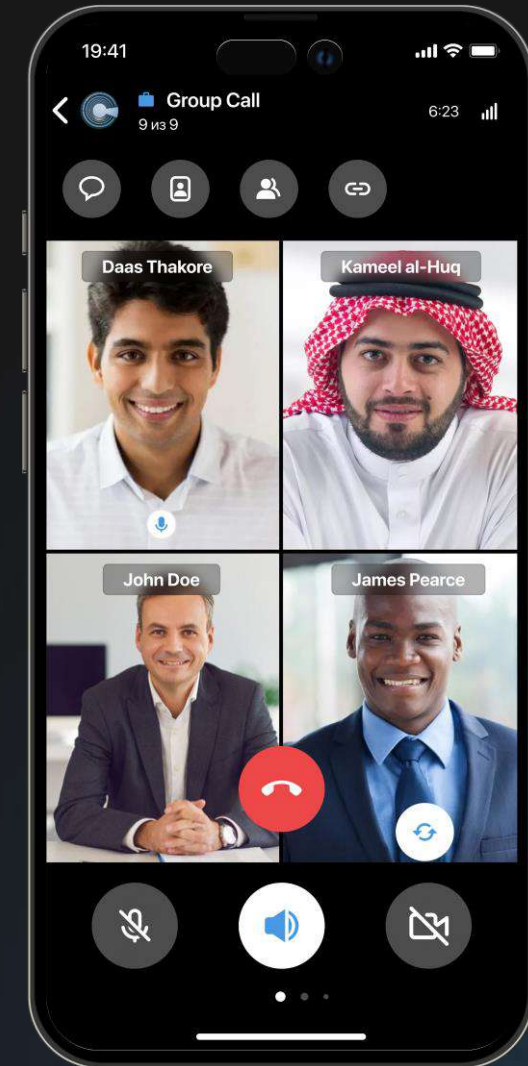 19:41
Group Call
9 из 9
6:23
Daas Thakore
Kameel al-Huq
John Doe
James Pearce